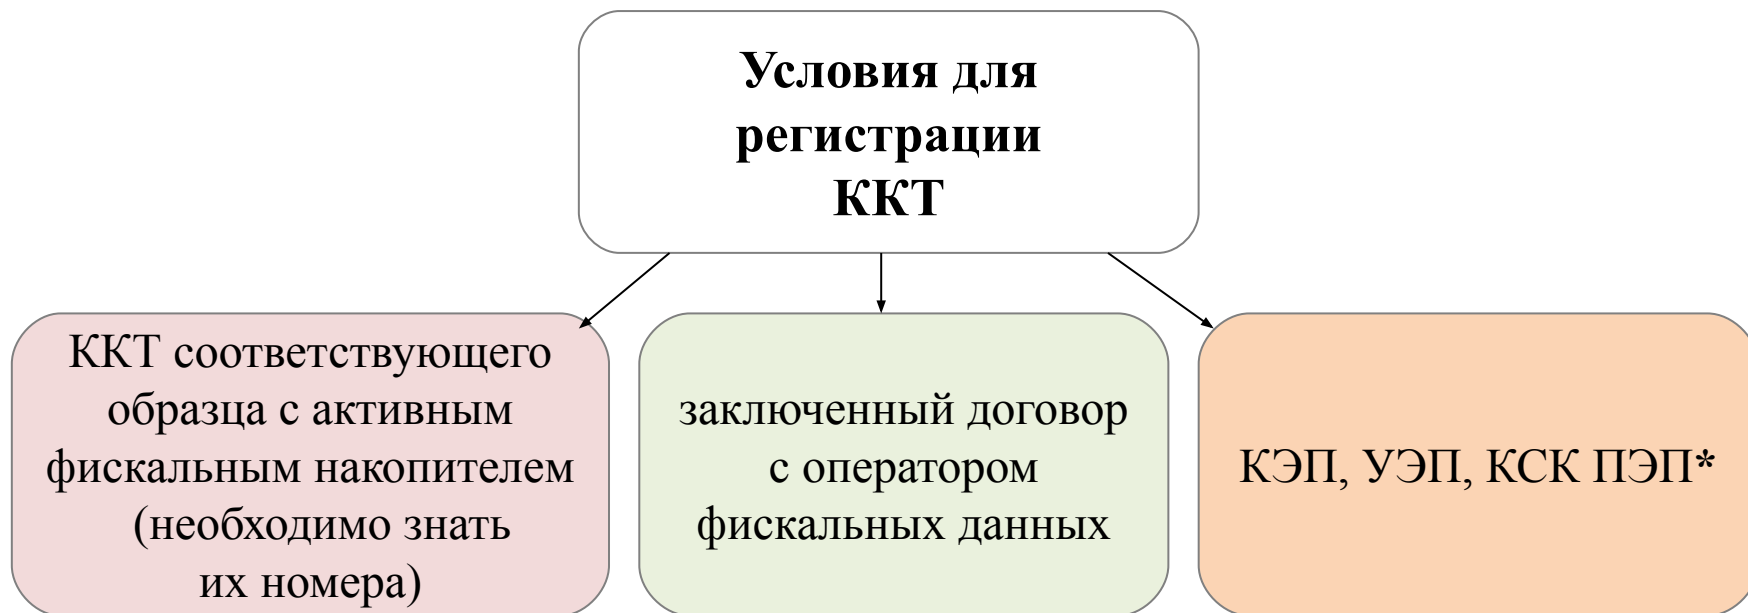 Условия для
регистрации
ККТ
ККТ соответствующего
образца с активным
фискальным накопителем
(необходимо знать
их номера)
заключенный договор
с оператором
фискальных данных
КЭП, УЭП, КСК ПЭП*